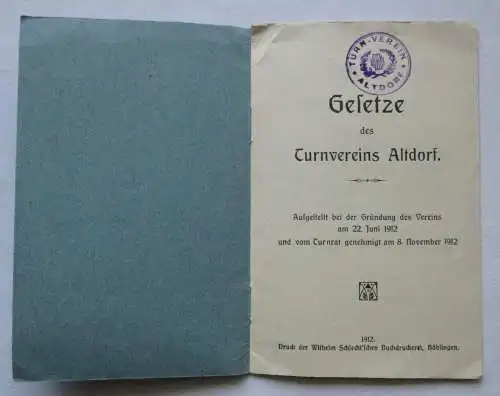 TURN-VEREIN
ALTDORF
Geſetze
des
Turnvereins Altdorf.
Aufgeſtellt bei der Gründung des Vereins
am 22. Juni 1912
und vom Turnrat genehmigt am 8. November 1912
1912.
Druck der Wilhelm Schlecht'ſchen Buchdruckerei, Böblingen.